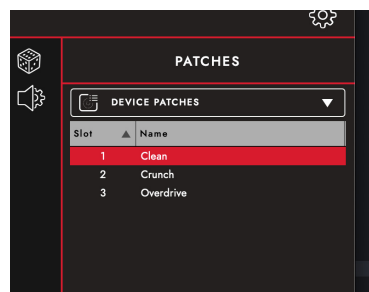 PATCHES
DEVICE PATCHES
Slot Name
1 Clean
2 Crunch
3 Overdrive